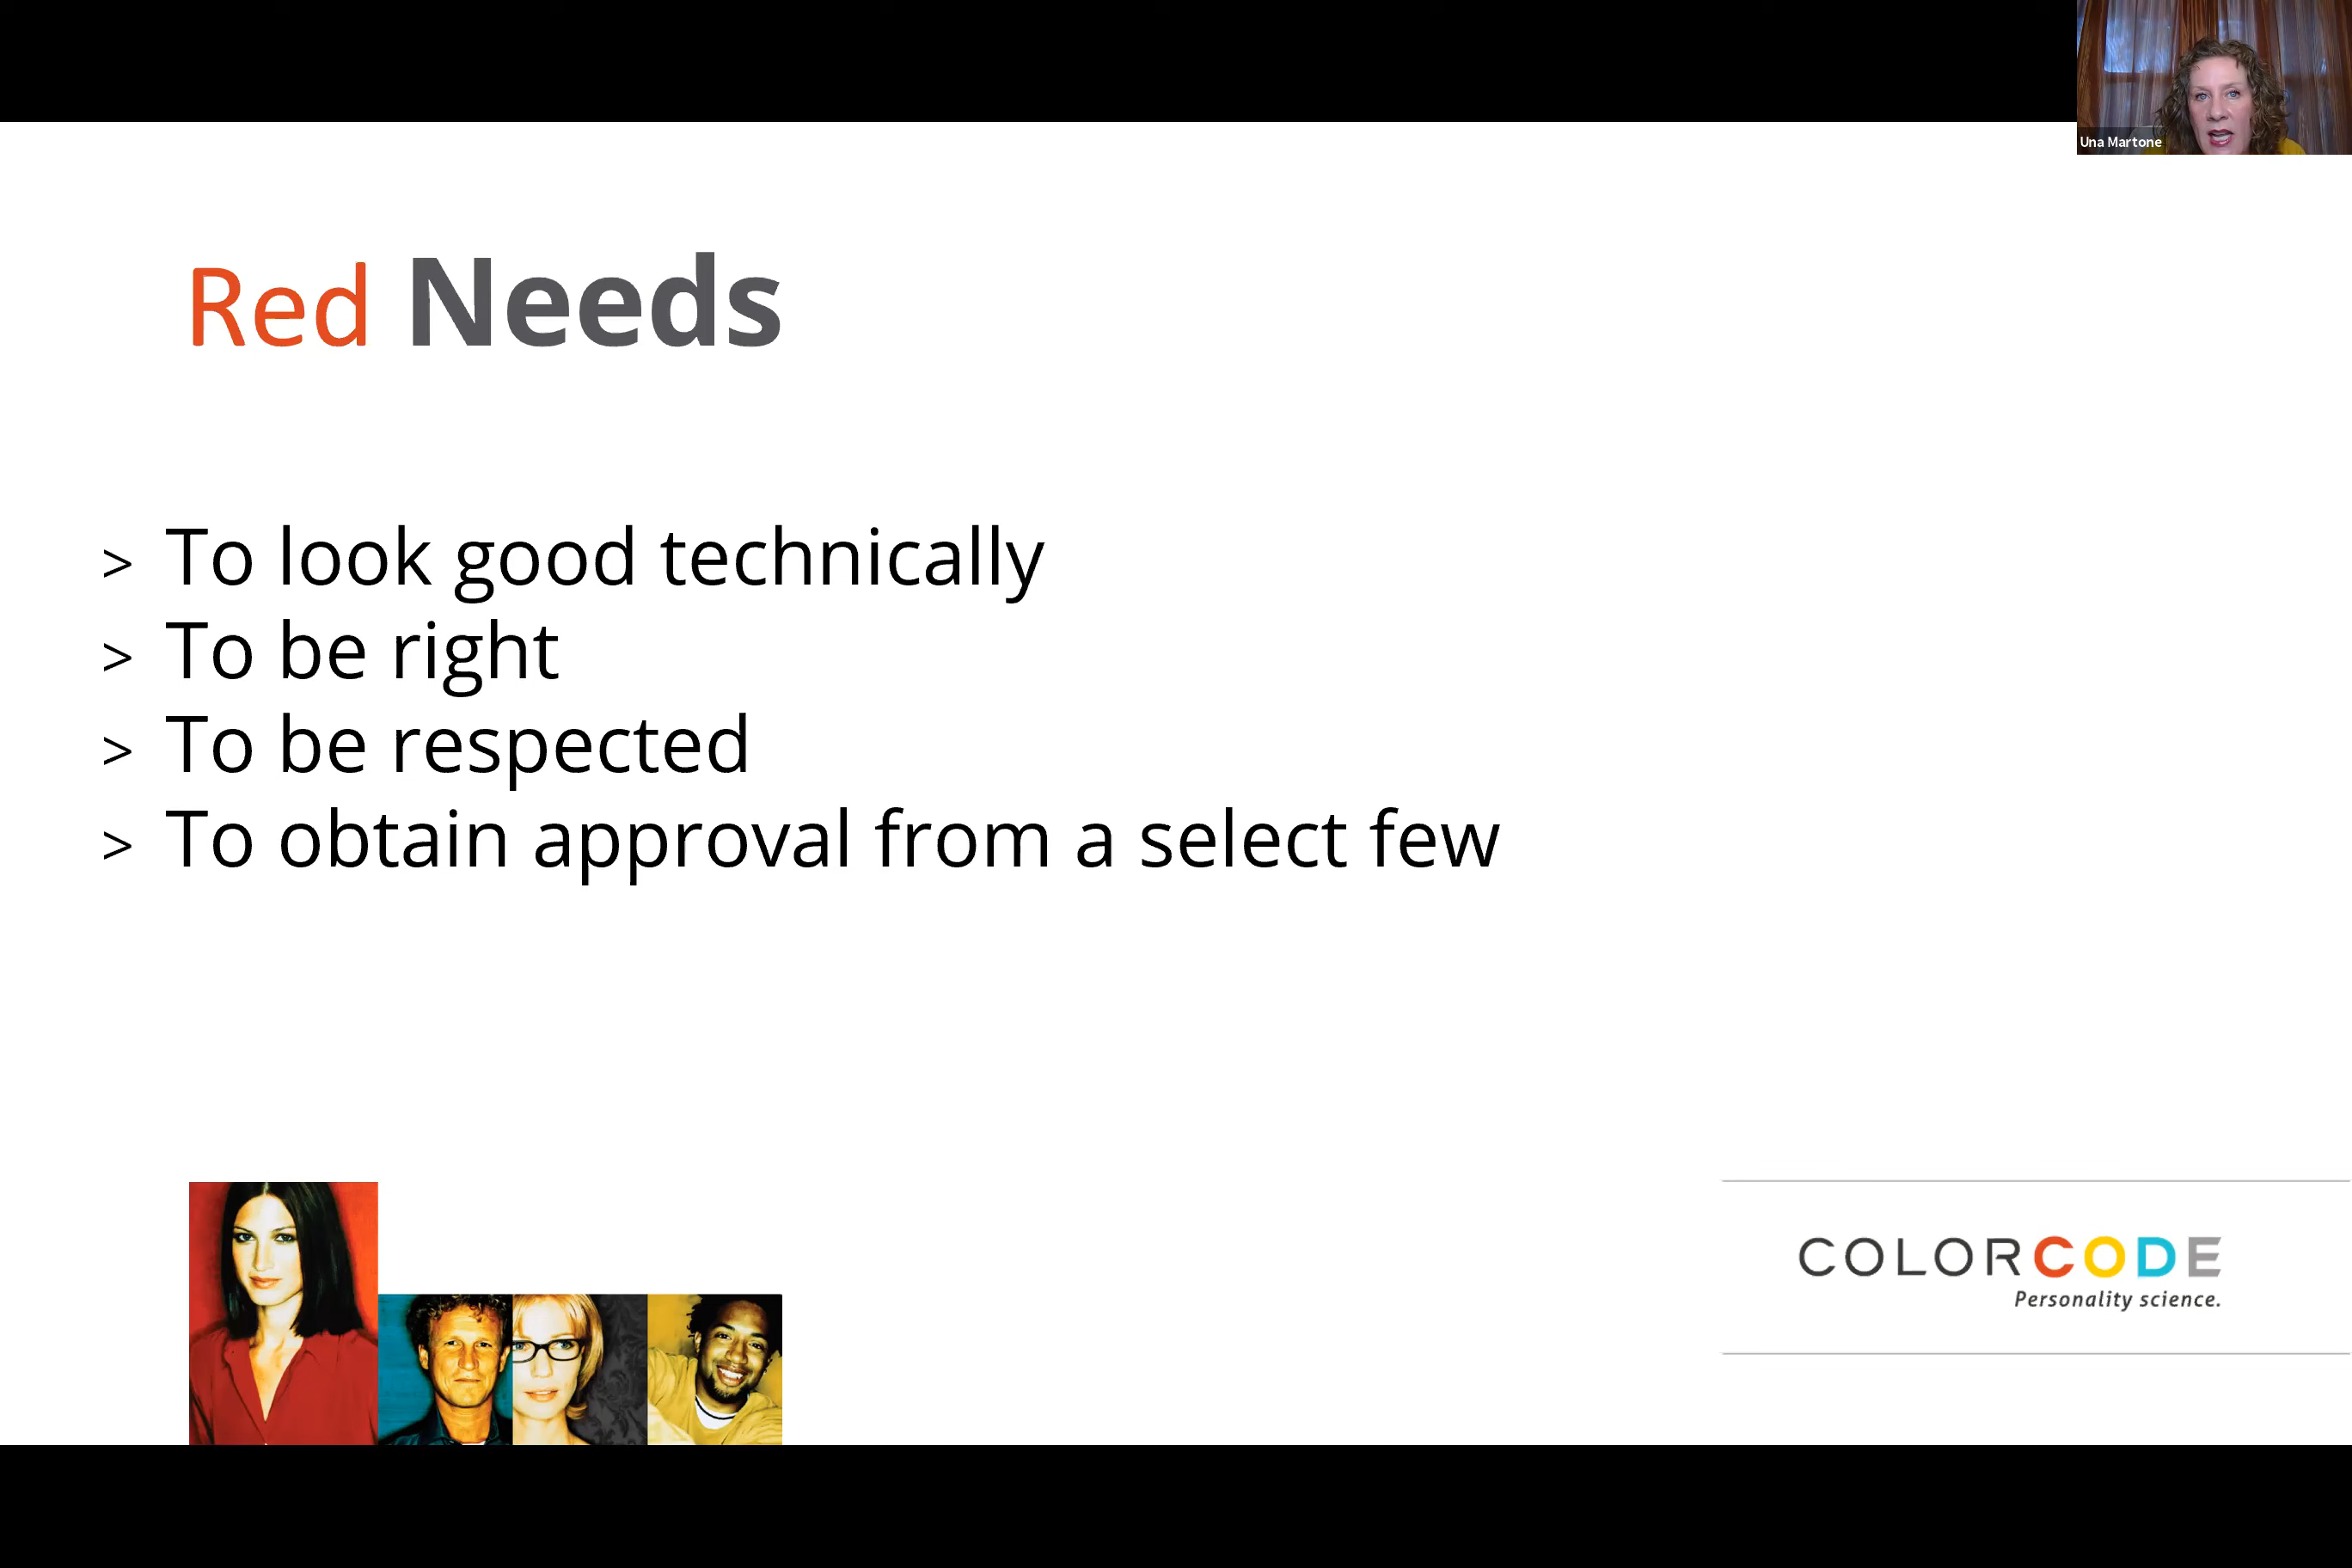 Una Martone
Red Needs
> To look good technically
> To be right
> To be respected
> To obtain approval from a select few
COLORCODE
Personality science.